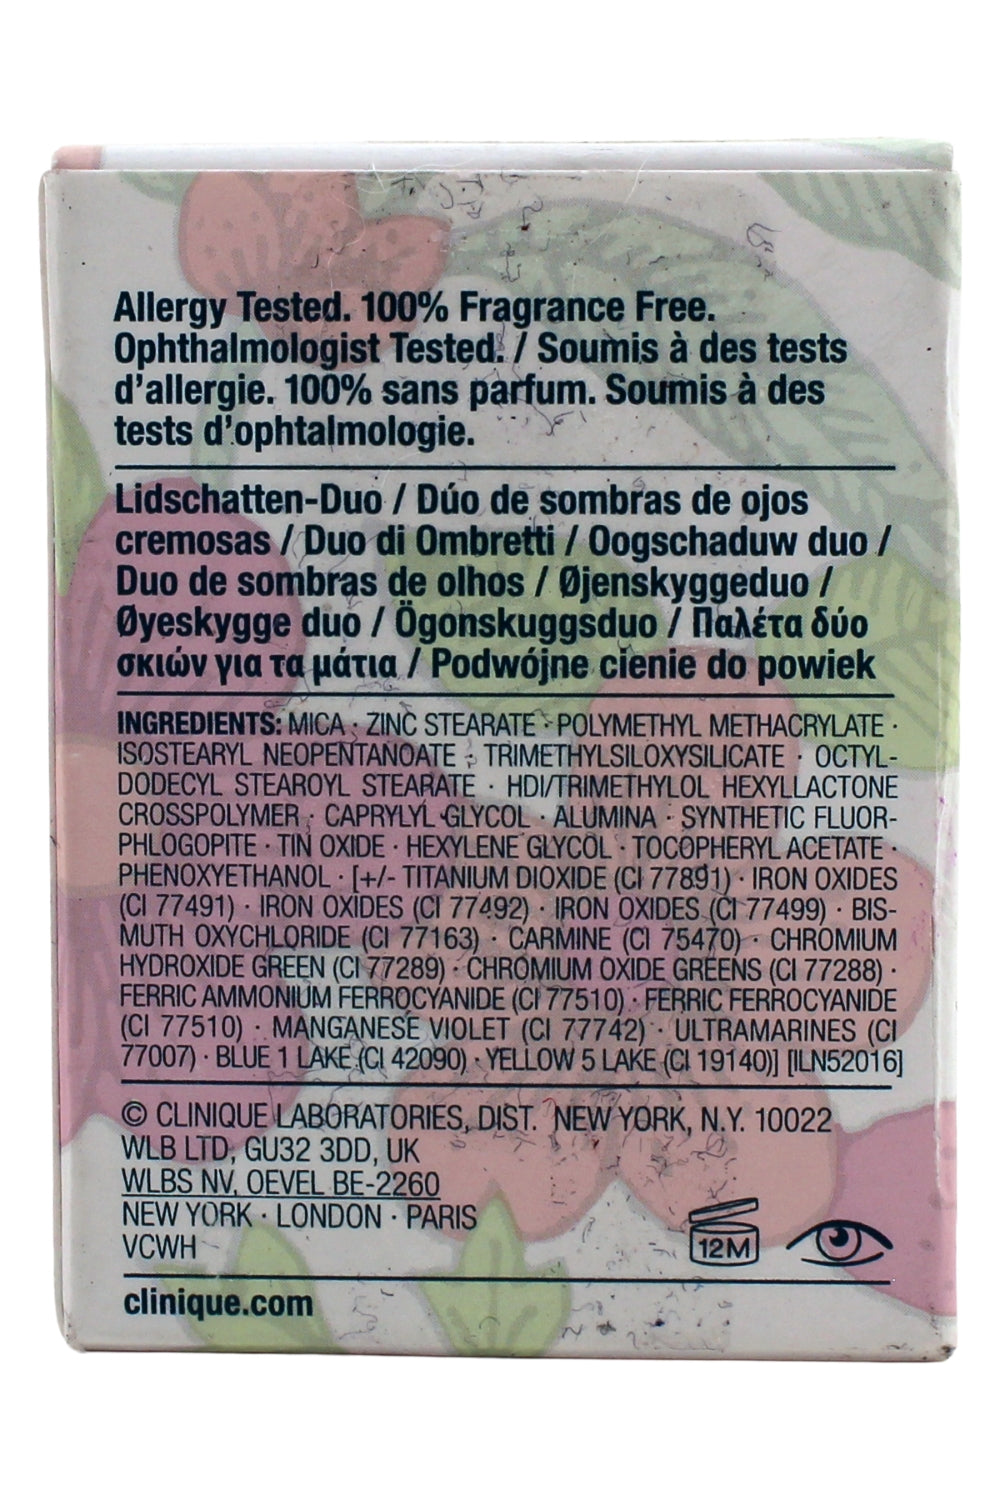 Allergy Tested. 100% Fragrance Free.
Ophthalmologist Tested. / Soumis à des tests
d'allergie. 100% sans parfum. Soumis à des
tests d'ophtalmologie.
Lidschatten-Duo / Dúo de sombras de ojos
cremosas / Duo di Ombretti / Oogschaduw duo /
Duo de sombras de olhos / Øjenskyggeduo /
Øyeskygge duo / Ögonskuggsduo / Παλέτα δύο
σκιών για τα μάτια / Podwójne cienie do powiek
INGREDIENTS: MICA · ZINC STEARATE · POLYMETHYL METHACRYLATE ·
ISOSTEARYL NEOPENTANOATE · TRIMETHYLSILOXYSILICATE · OCTYL-
DODECYL STEAROYL STEARATE · HDI/TRIMETHYLOL HEXYLLACTONE
CROSSPOLYMER · CAPRYLYL GLYCOL · ALUMINA · SYNTHETIC FLUOR-
PHLOGOPITE · TIN OXIDE · HEXYLENE GLYCOL · TOCOPHERYL ACETATE ·
PHENOXYETHANOL · [+/- TITANIUM DIOXIDE (CI 77891) · IRON OXIDES
(CI 77491) · IRON OXIDES (CI 77492) · IRON OXIDES (CI 77499) · BIS-
MUTH OXYCHLORIDE (CI 77163) · CARMINE (CI 75470) · CHROMIUM
HYDROXIDE GREEN (CI 77289) · CHROMIUM OXIDE GREENS (CI 77288) ·
FERRIC AMMONIUM FERROCYANIDE (CI 77510) · FERRIC FERROCYANIDE
(CI 77510) · MANGANESE VIOLET (CI 77742) · ULTRAMARINES (CI
77007) · BLUE 1 LAKE (CI 42090) · YELLOW 5 LAKE (CI 19140)] [ILN52016]
© CLINIQUE LABORATORIES, DIST. NEW YORK, N.Y. 10022
WLB LTD, GU32 3DD, UK
WLBS NV, OEVEL BE-2260
NEW YORK · LONDON · PARIS
VCWH
12M
clinique.com